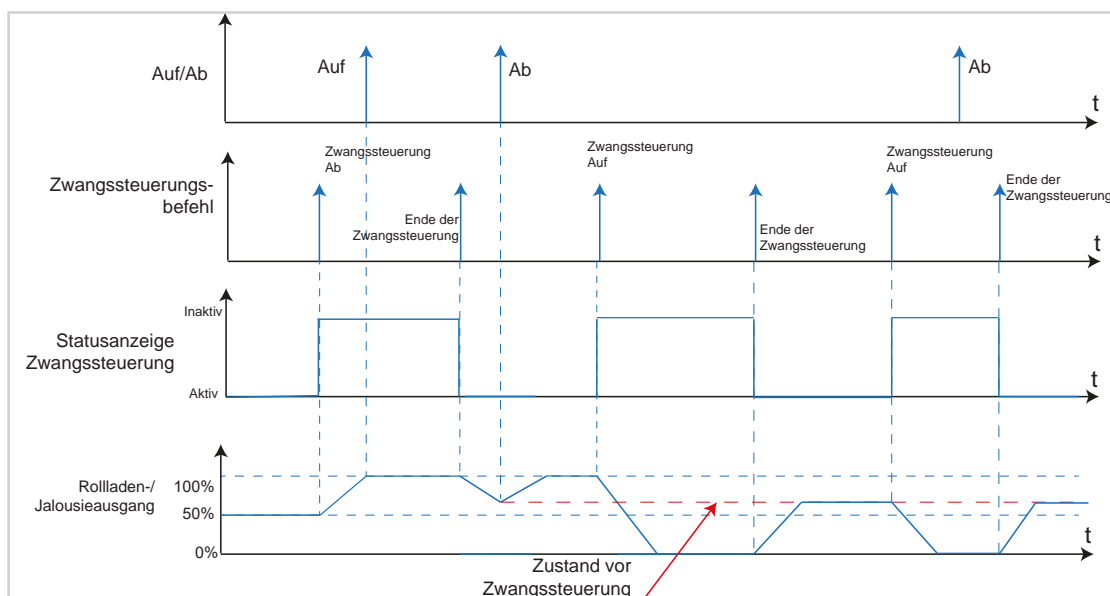 Auf/Ab
Auf
Ab
Ab
t
Zwangssteuerungs-
befehl
Zwangssteuerung
Ab
Ende der
Zwangssteuerung
Zwangssteuerung
Auf
Ende der
Zwangssteuerung
Zwangssteuerung
Auf
Ende der
Zwangssteuerung
t
Statusanzeige
Zwangssteuerung
Inaktiv
Aktiv
t
Rollladen-/
Jalousieausgang
100%
50%
0%
t
Zustand vor
Zwangssteuerung